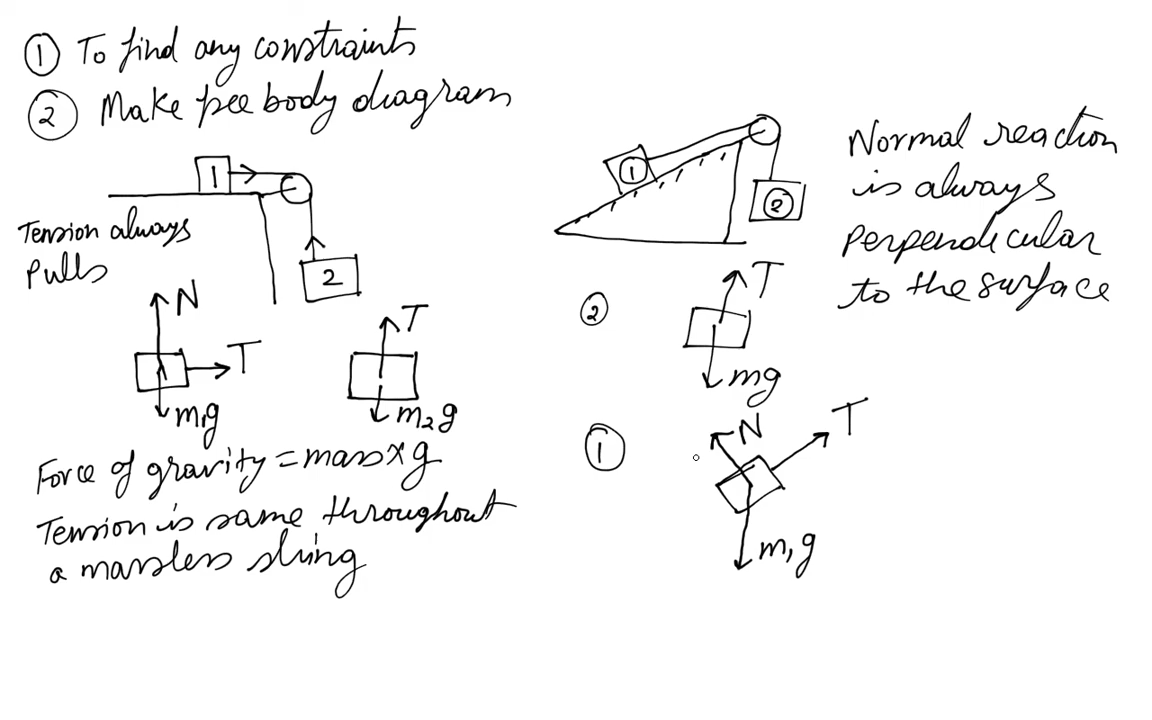 ① To find any constraints
② Make free body diagram
1
2
Tension always
Pulls
N
T
m₁g
T
m₂g
Force of gravity = mass × g
Tension is same throughout
a massless string
①
②
Normal reaction
is always
perpendicular
to the surface
②
T
mg
①
N
T
m₁g